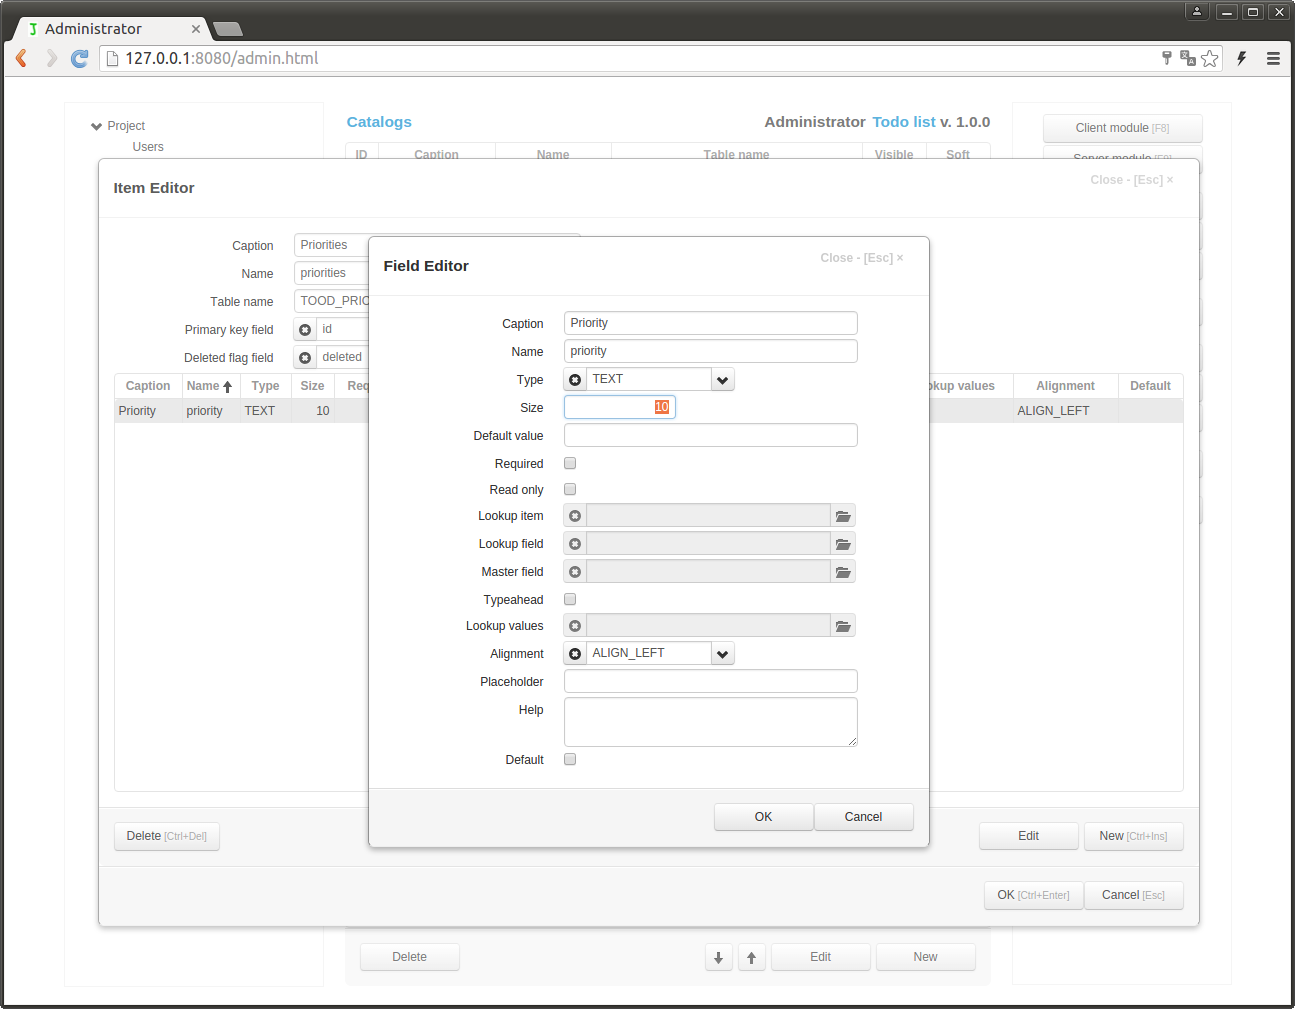 Administrator
127.0.0.1:8080/admin.html
Project
Users
Catalogs
Administrator Todo list v. 1.0.0
ID Caption Name Table name Visible Soft
Client module [F8]
Server module [F9]
Item Editor
Close - [Esc] ×
Caption Priorities
Name priorities
Table name TOOD_PRIO
Primary key field id
Deleted flag field deleted
Caption Name Type Size Req okup values Alignment Default
Priority priority TEXT 10 ALIGN_LEFT
Field Editor
Close - [Esc] ×
Caption Priority
Name priority
Type TEXT
Size 10
Default value
Required
Read only
Lookup item
Lookup field
Master field
Typeahead
Lookup values
Alignment ALIGN_LEFT
Placeholder
Help
Default
OK Cancel
Delete [Ctrl+Del] Edit New [Ctrl+Ins]
OK [Ctrl+Enter] Cancel [Esc]
Delete Edit New